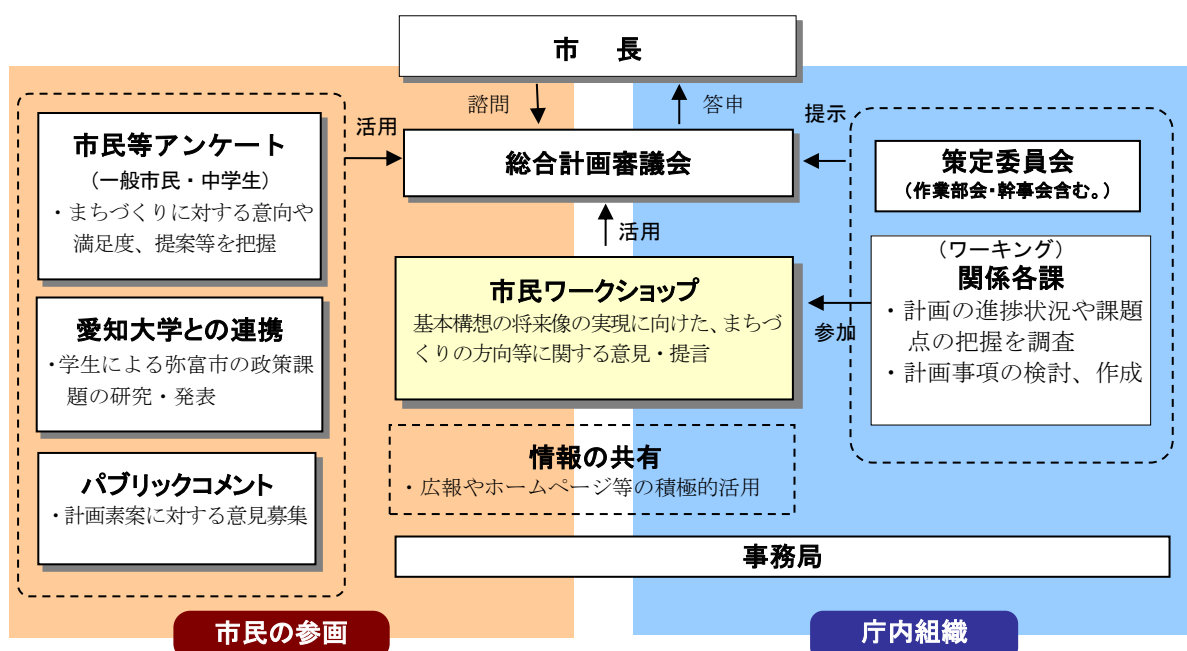 市　長
諮問
答申
活用
提示
総合計画審議会
市民等アンケート
（一般市民・中学生）
・まちづくりに対する意向や
満足度、提案等を把握
愛知大学との連携
・学生による弥富市の政策課
題の研究・発表
パブリックコメント
・計画素案に対する意見募集
活用
市民ワークショップ
基本構想の将来像の実現に向けた、まちづ
くりの方向等に関する意見・提言
参加
策定委員会
（作業部会・幹事会含む。）
（ワーキング）
関係各課
・計画の進捗状況や課題
点の把握を調査
・計画事項の検討、作成
情報の共有
・広報やホームページ等の積極的活用
事務局
市民の参画
庁内組織